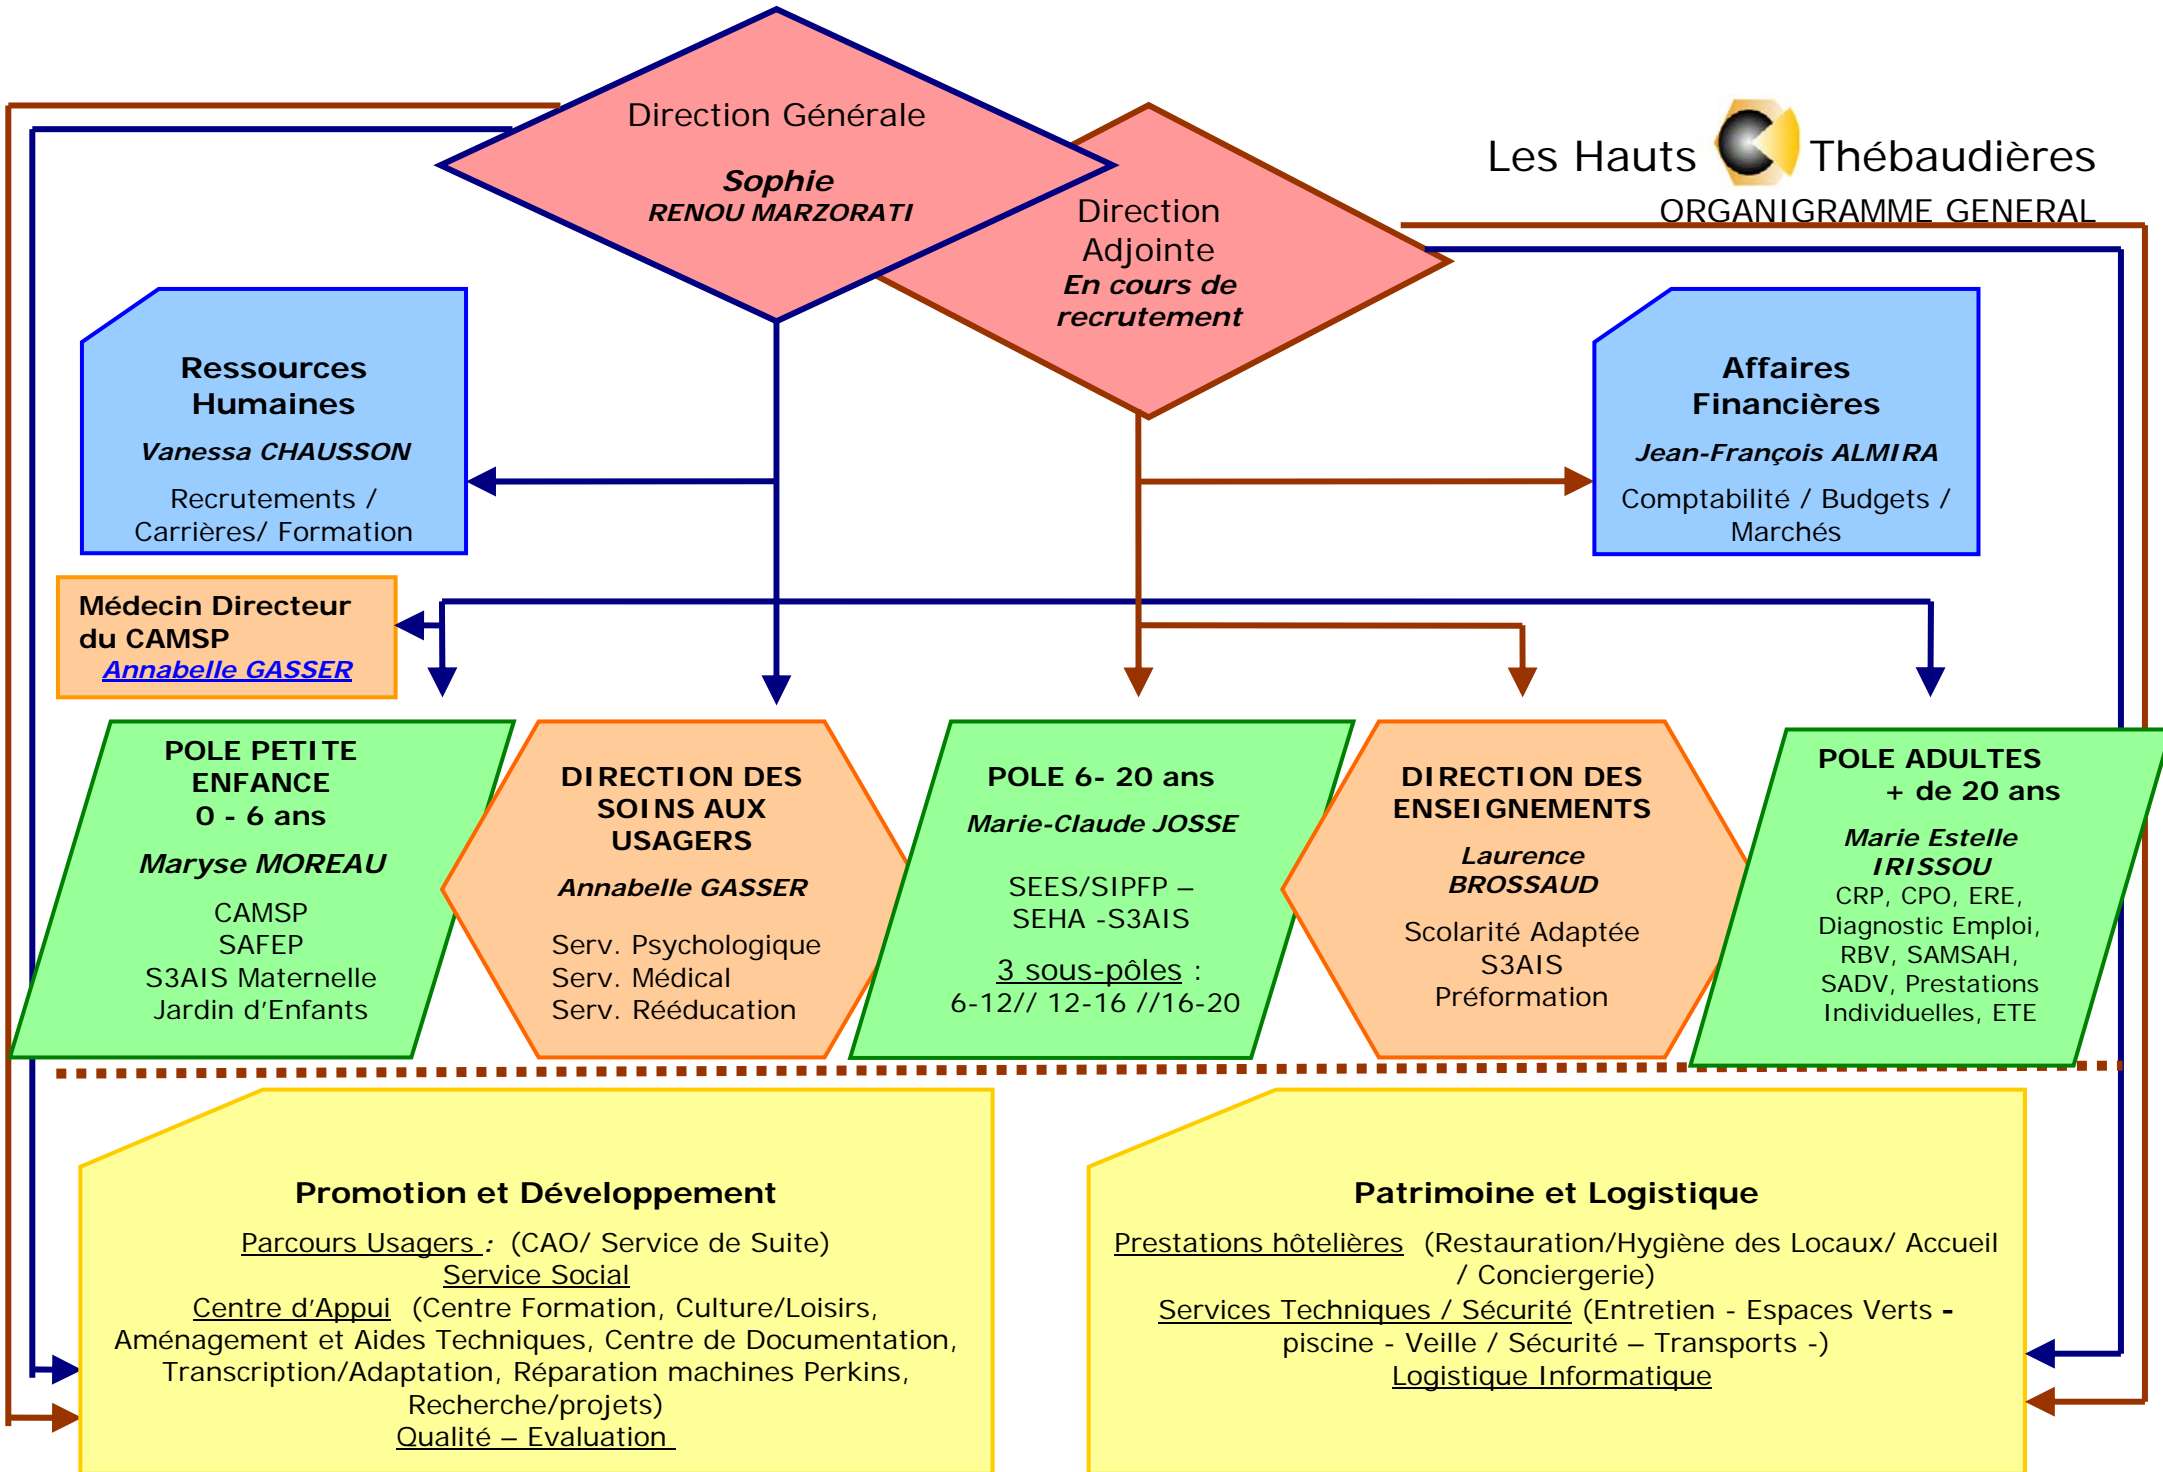 Direction Générale
Sophie
RENOU MARZORATI
Les Hauts Thébaudières
ORGANIGRAMME GENERAL
Direction
Adjointe
En cours de
recrutement
Ressources
Humaines
Vanessa CHAUSSON
Recrutements /
Carrières/ Formation
Affaires
Financières
Jean-François ALMIRA
Comptabilité / Budgets /
Marchés
Médecin Directeur
du CAMSP
Annabelle GASSER
POLE PETITE
ENFANCE
0 - 6 ans
Maryse MOREAU
CAMSP
SAFEP
S3AIS Maternelle
Jardin d’Enfants
DIRECTION DES
SOINS AUX
USAGERS
Annabelle GASSER
Serv. Psychologique
Serv. Médical
Serv. Rééducation
POLE 6- 20 ans
Marie-Claude JOSSE
SEES/SIPFP –
SEHA -S3AIS
3 sous-pôles :
6-12// 12-16 //16-20
DIRECTION DES
ENSEIGNEMENTS
Laurence
BROSSAUD
Scolarité Adaptée
S3AIS
Préformation
POLE ADULTES
+ de 20 ans
Marie Estelle
IRISSOU
CRP, CPO, ERE,
Diagnostic Emploi,
RBV, SAMSAH,
SADV, Prestations
Individuelles, ETE
Promotion et Développement
Parcours Usagers : (CAO/ Service de Suite)
Service Social
Centre d’Appui (Centre Formation, Culture/Loisirs,
Aménagement et Aides Techniques, Centre de Documentation,
Transcription/Adaptation, Réparation machines Perkins,
Recherche/projets)
Qualité – Evaluation
Patrimoine et Logistique
Prestations hôtelières (Restauration/Hygiène des Locaux/ Accueil
/ Conciergerie)
Services Techniques / Sécurité (Entretien - Espaces Verts -
piscine - Veille / Sécurité – Transports -)
Logistique Informatique